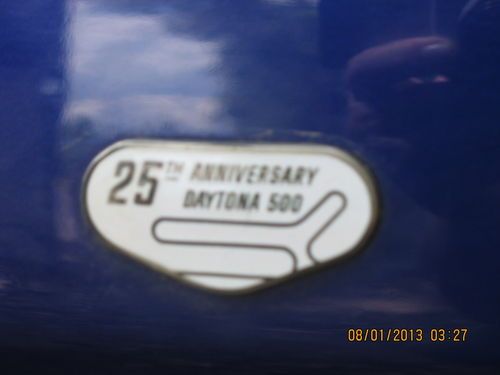 25TH ANNIVERSARY
DAYTONA 500
08/01/2013 03:27